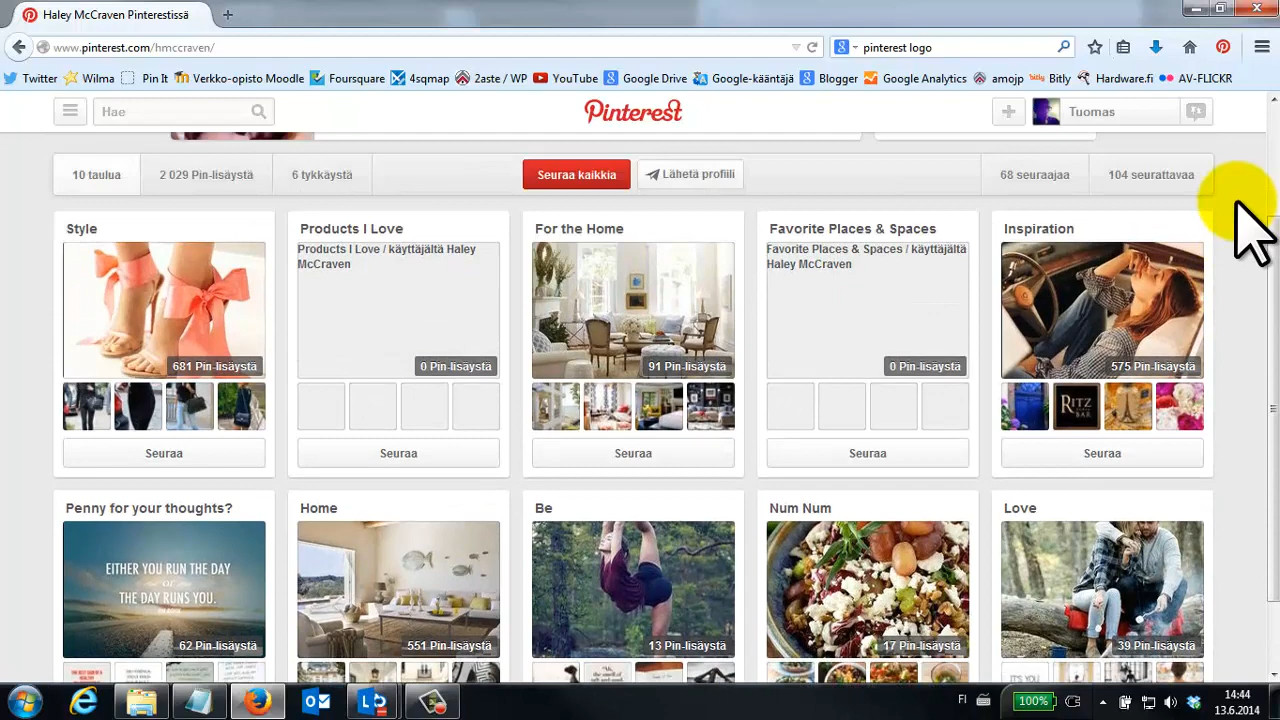 Haley McCraven Pinterestissä
www.pinterest.com/hmccraven/
pinterest logo
Twitter Wilma Pin It Verkko-opisto Moodle Foursquare 4sqmap 2aste / WP YouTube Google Drive Google-kääntäjä Blogger Google Analytics amojp Bitly Hardware.fi AV-FLICKR
Hae
Pinterest
Tuomas
10 taulua
2 029 Pin-lisäystä
6 tykkäystä
Seuraa kaikkia
Lähetä profiili
68 seuraajaa
104 seurattavaa
Style
Products I Love
For the Home
Favorite Places & Spaces
Inspiration
Products I Love / käyttäjältä Haley
McCraven
Favorite Places & Spaces / käyttäjältä
Haley McCraven
681 Pin-lisäystä
0 Pin-lisäystä
91 Pin-lisäystä
0 Pin-lisäystä
575 Pin-lisäystä
RITZ
BAR
Seuraa
Seuraa
Seuraa
Seuraa
Seuraa
Penny for your thoughts?
Home
Be
Num Num
Love
EITHER YOU RUN THE DAY
OR
THE DAY RUNS YOU.
62 Pin-lisäystä
551 Pin-lisäystä
13 Pin-lisäystä
17 Pin-lisäystä
39 Pin-lisäystä
FI
100%
14:44
13.6.2014